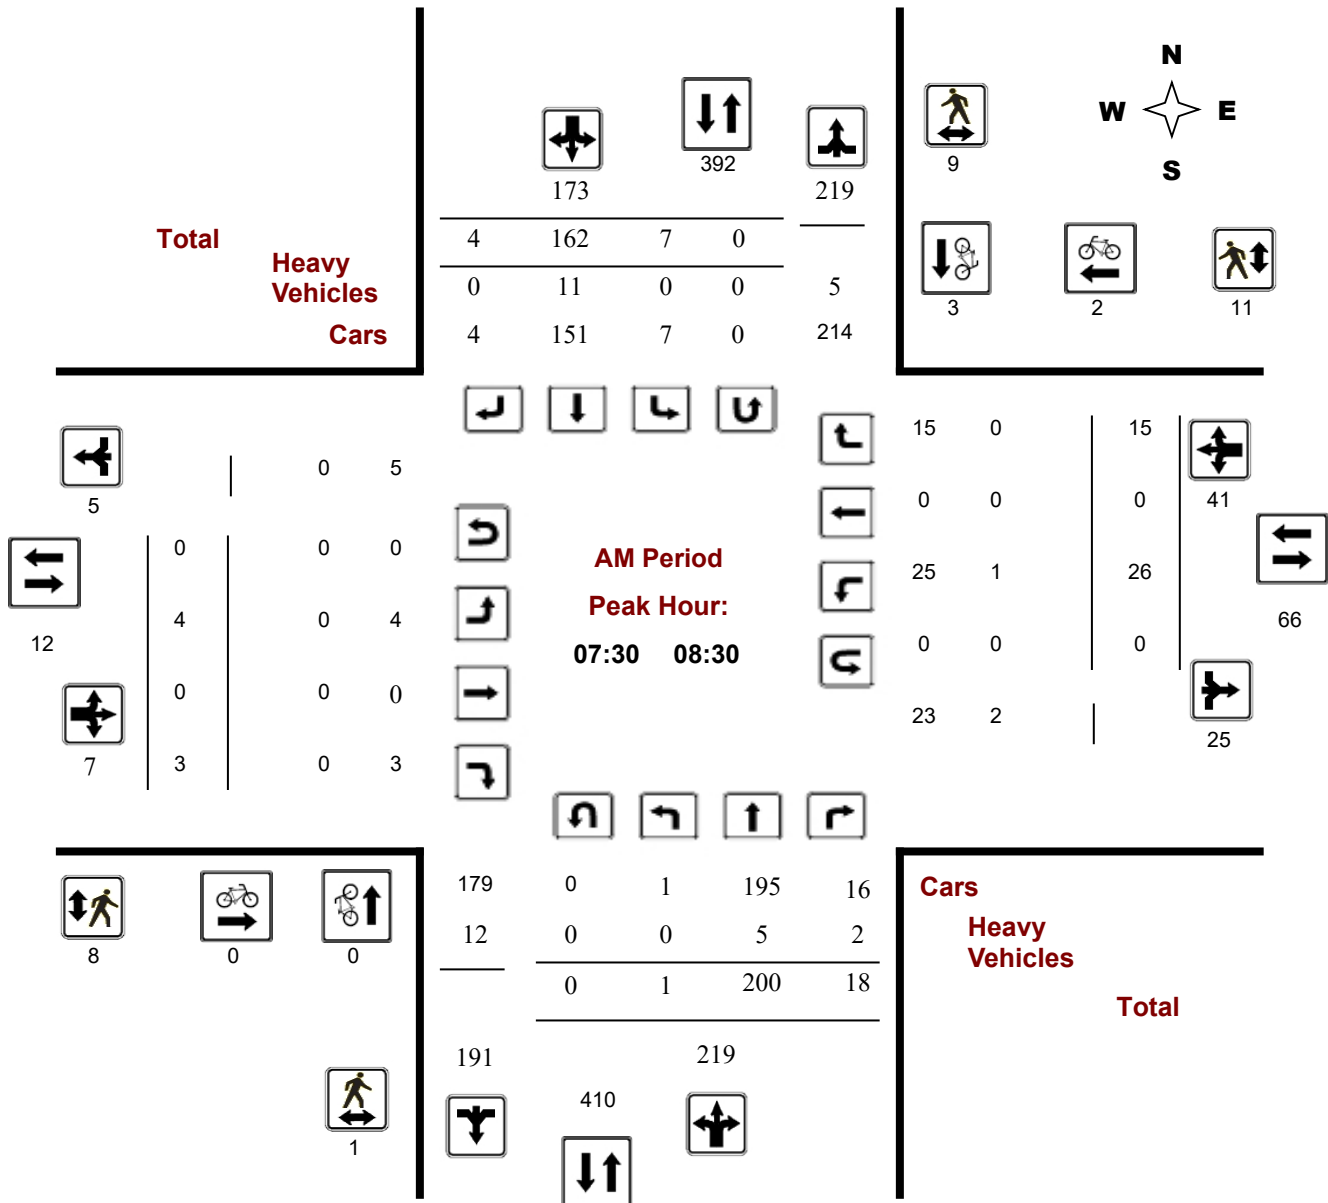 N
W E
S
392
9
173 219
Total
4 162 7 0
Heavy
Vehicles
0 11 0 0 5
3 2 11
Cars
4 151 7 0 214
15 0 15
0 5
5
0 0 0
41
0 0 0
AM Period
25 1 26
Peak Hour:
4 0 4
66
12
07:30 08:30
0 0 0
0 0 0
23 2
25
7 3 0 3
179 0 1 195 16
Cars
12 0 0 5 2
Heavy
Vehicles
8 0 0
0 1 200 18
Total
191 219
410
1